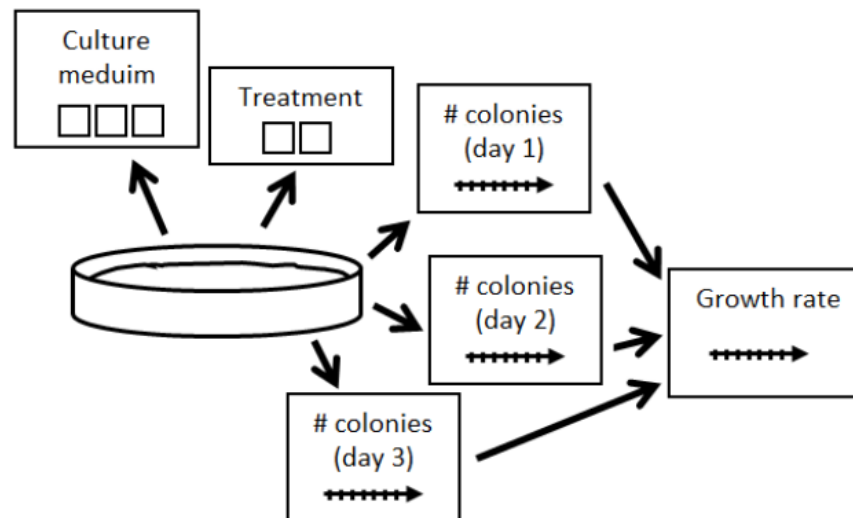 Culture
meduim
Treatment
# colonies
(day 1)
# colonies
(day 2)
Growth rate
# colonies
(day 3)